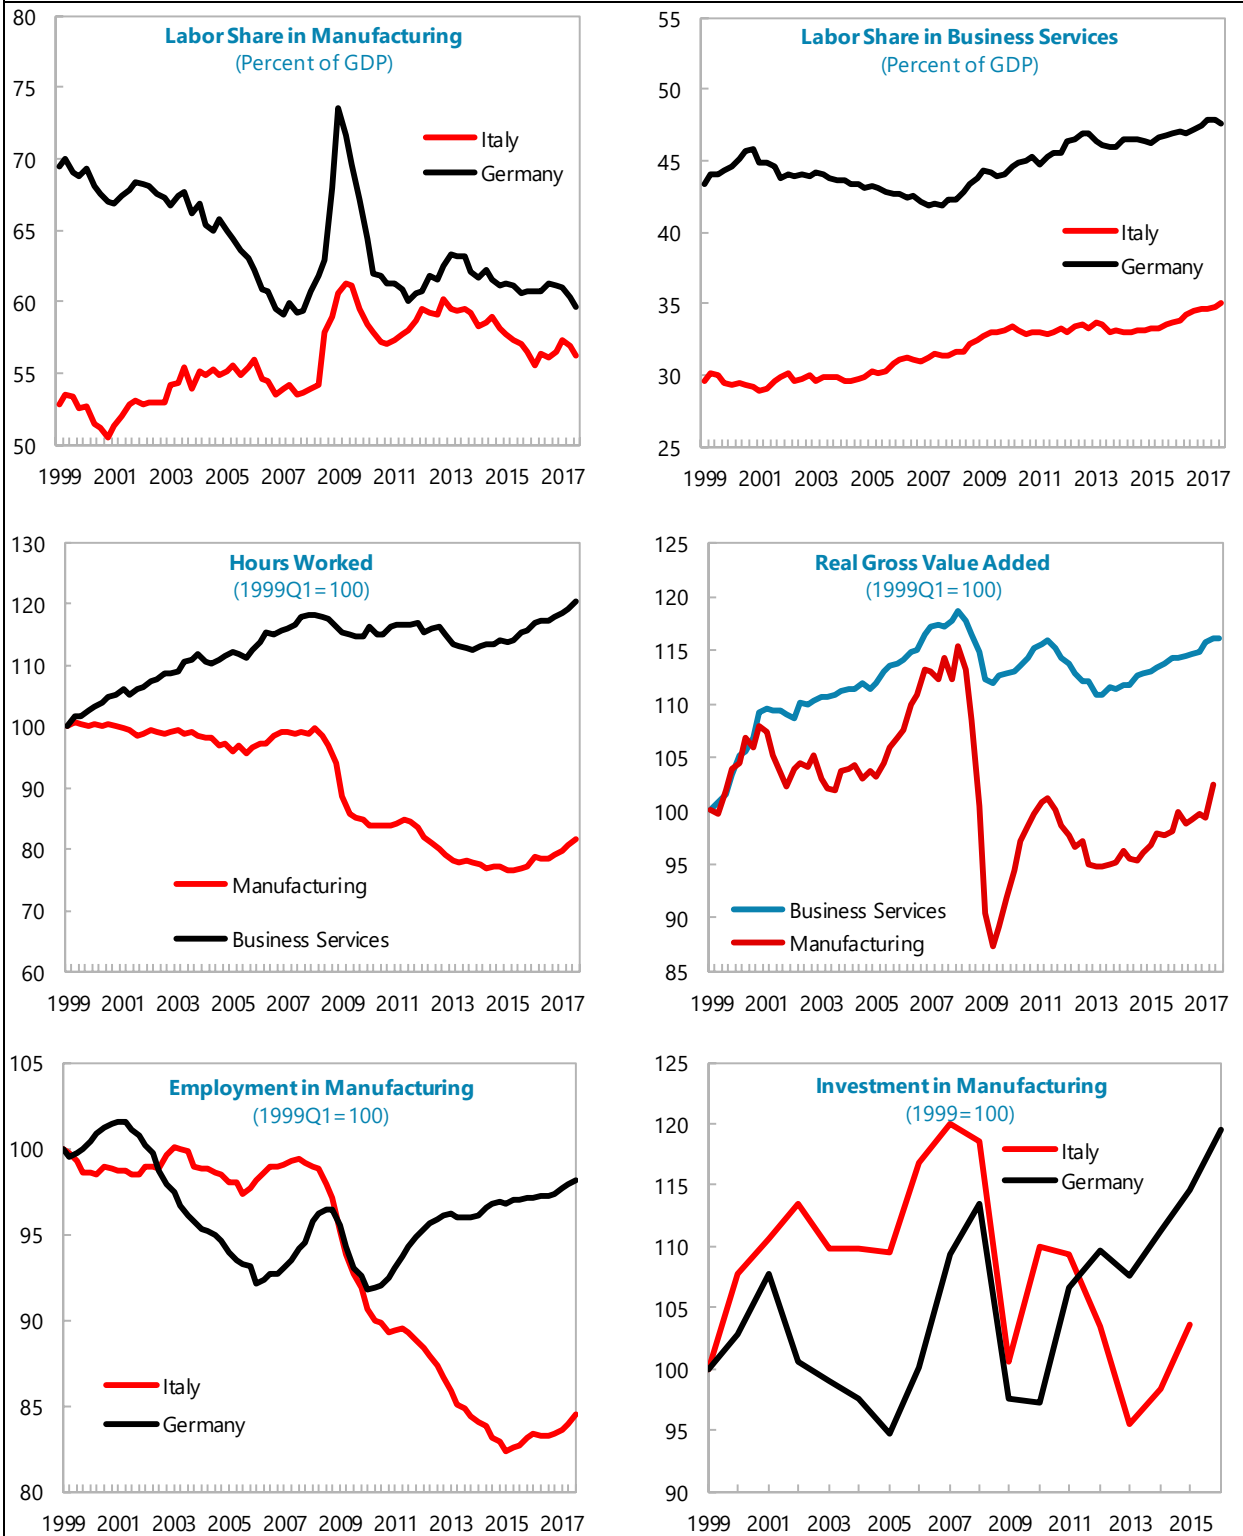 Labor Share in Manufacturing
(Percent of GDP)
80
75
70
65
60
55
50
Italy
Germany
1999 2001 2003 2005 2007 2009 2011 2013 2015 2017
Labor Share in Business Services
(Percent of GDP)
55
50
45
40
35
30
25
Italy
Germany
1999 2001 2003 2005 2007 2009 2011 2013 2015 2017
Hours Worked
(1999Q1=100)
130
120
110
100
90
80
70
60
Manufacturing
Business Services
1999 2001 2003 2005 2007 2009 2011 2013 2015 2017
Real Gross Value Added
(1999Q1=100)
125
120
115
110
105
100
95
90
85
Business Services
Manufacturing
1999 2001 2003 2005 2007 2009 2011 2013 2015 2017
Employment in Manufacturing
(1999Q1=100)
105
100
95
90
85
80
Italy
Germany
1999 2001 2003 2005 2007 2009 2011 2013 2015 2017
Investment in Manufacturing
(1999=100)
125
120
115
110
105
100
95
90
Italy
Germany
1999 2001 2003 2005 2007 2009 2011 2013 2015